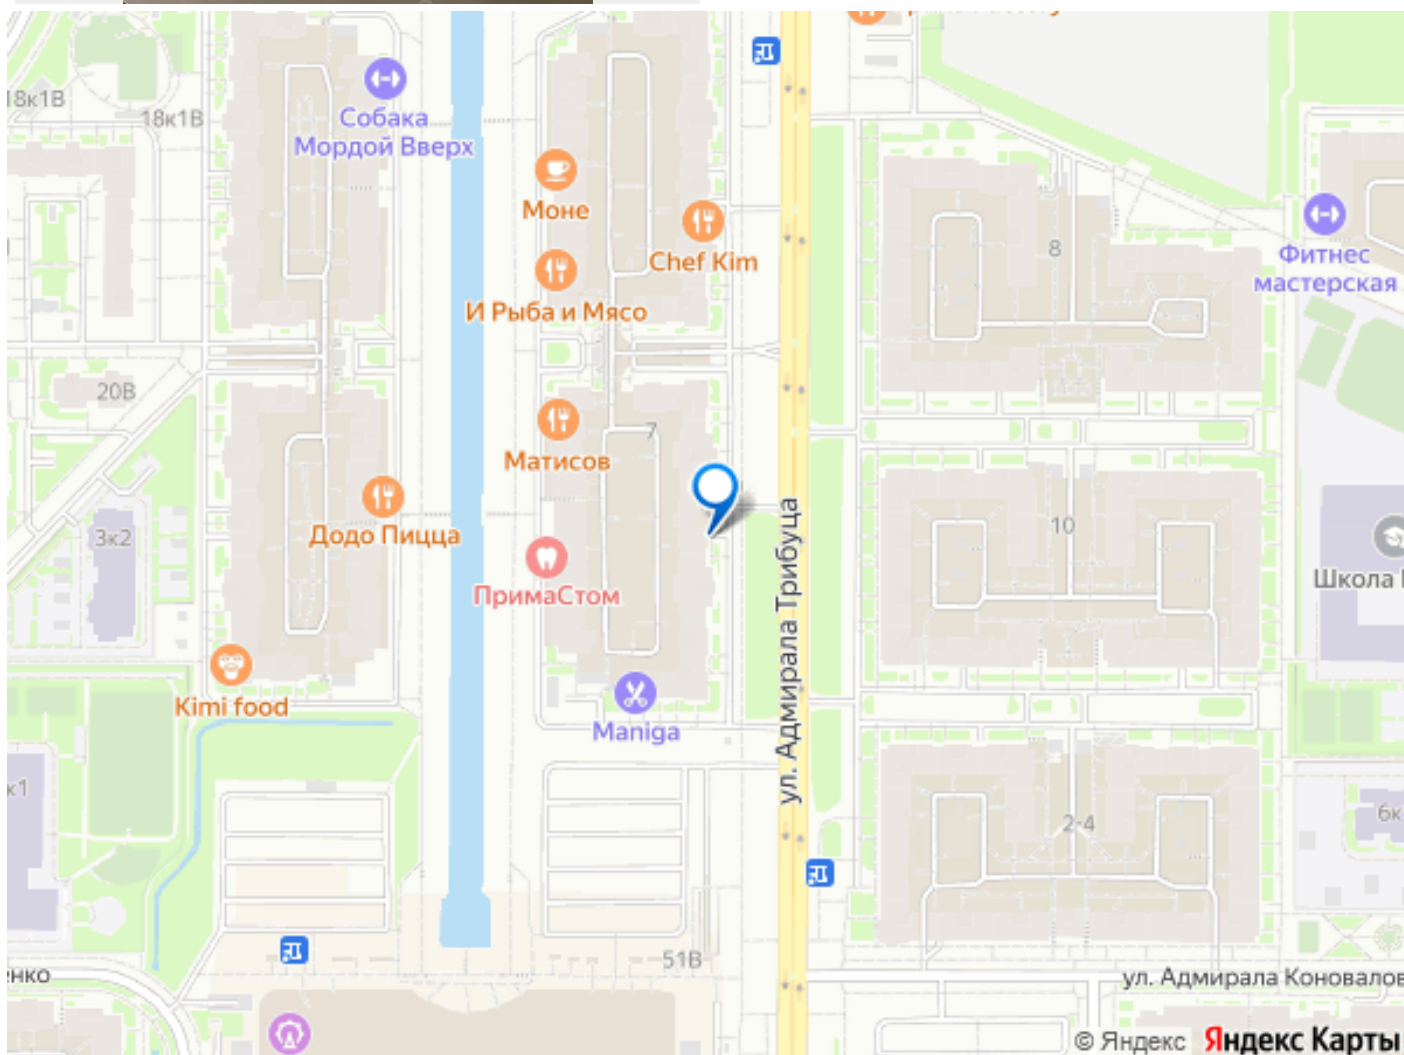 18к1В
18к1В
Собака
Мордой Вверх
Моне
Chef Kim
И Рыба и Мясо
8
Фитнес
мастерская
20В
7
Матисов
Додо Пицца
3к2
ПримаСтом
10
Школа
ул. Адмирала Трибуца
Kimi food
Maniga
к1
2-4
6к
51В
енко
ул. Адмирала Коновалов
© Яндекс Яндекс Карты